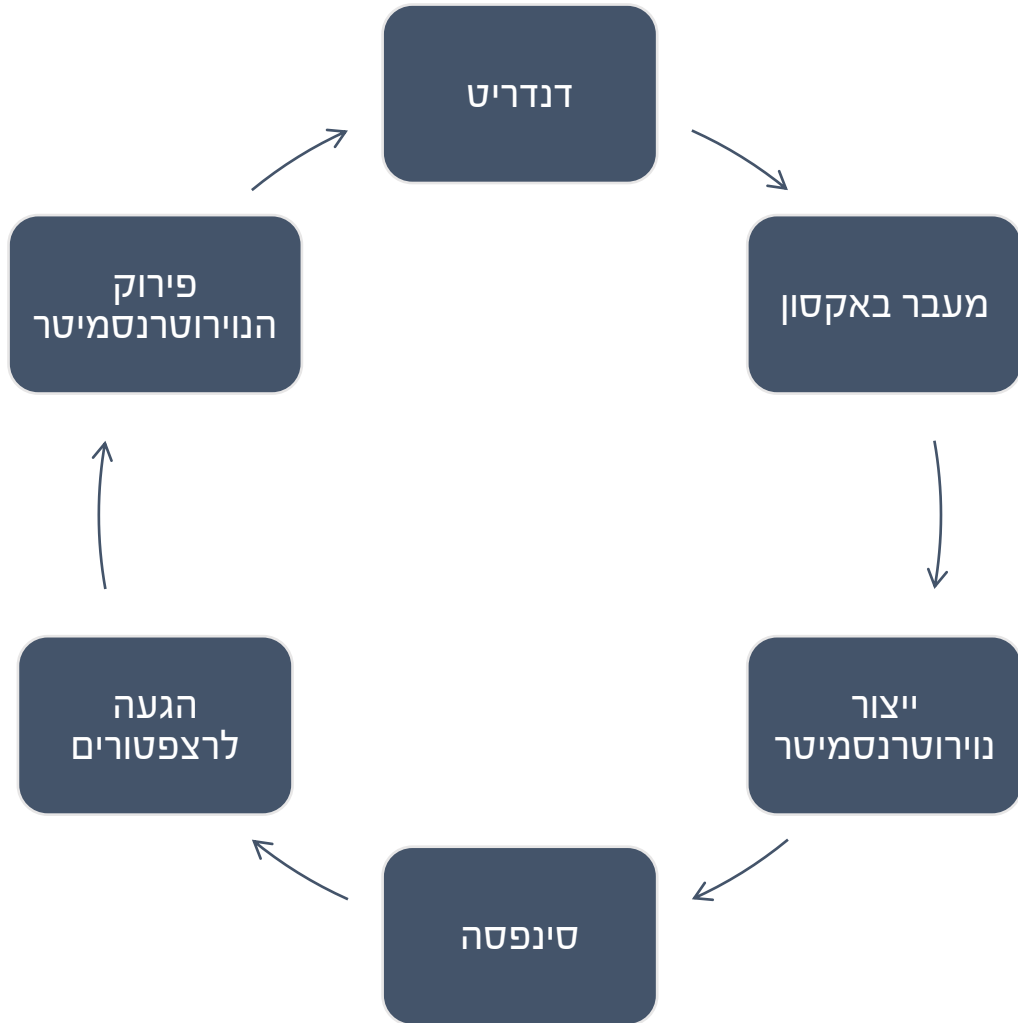 דנדריט
מעבר באקסון
ייצור
נוירוטרנסמיטר
סינפסה
הגעה
לרצפטורים
פירוק
הנוירוטרנסמיטר